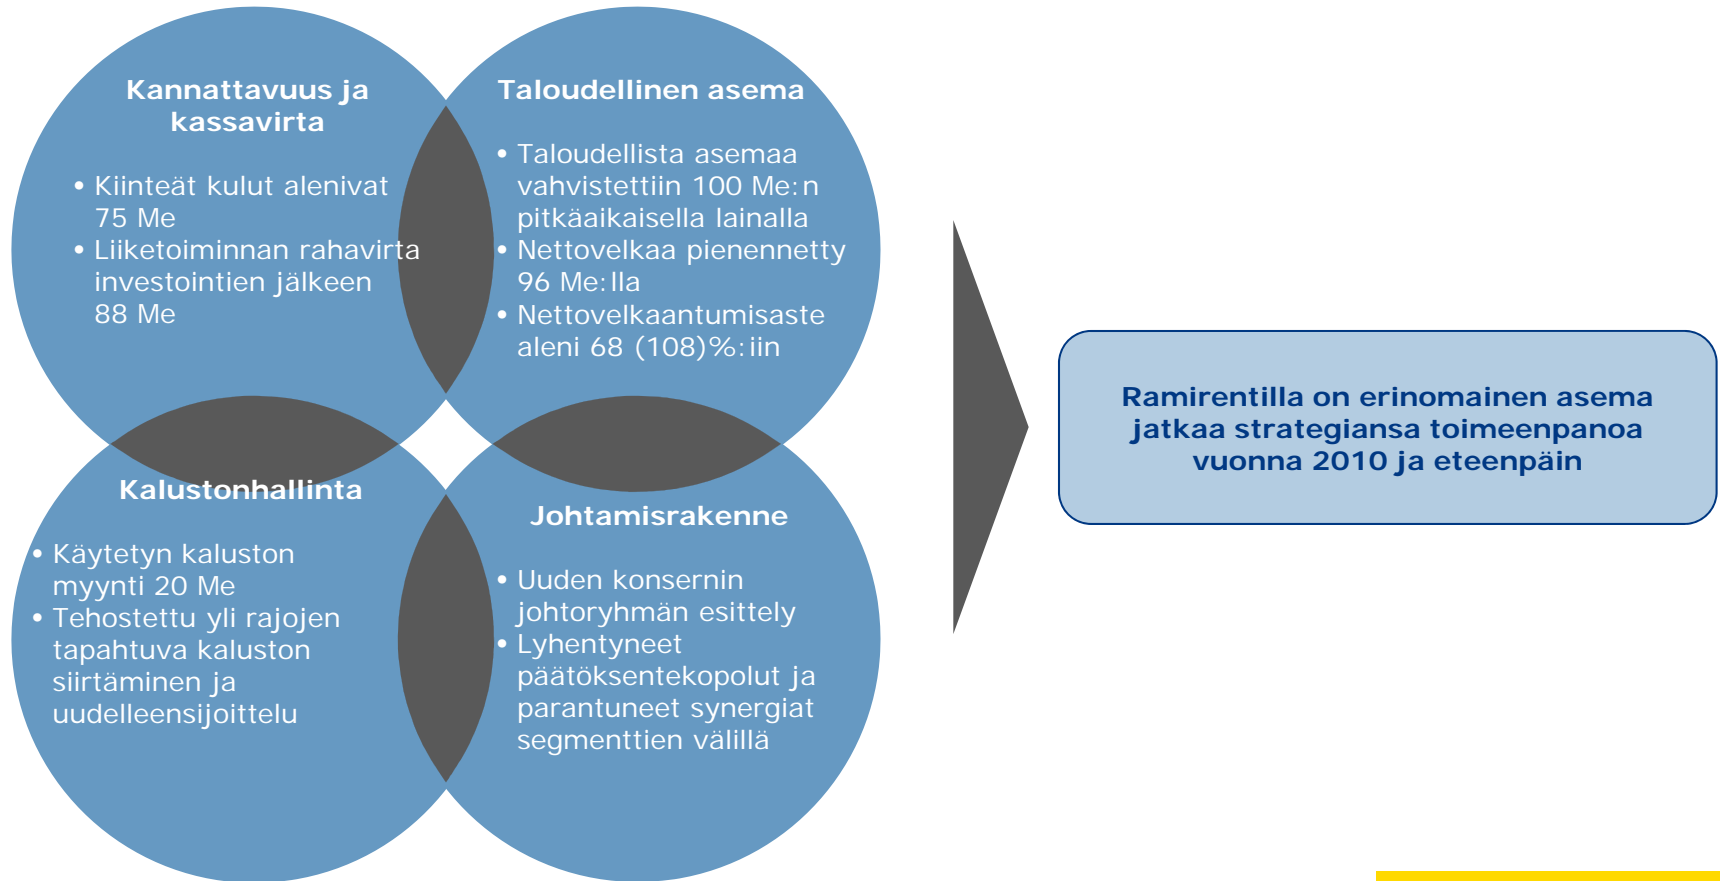 Kannattavuus ja
kassavirta
• Kiinteät kulut alenivat
75 Me
• Liiketoiminnan rahavirta
investointien jälkeen
88 Me
Taloudellinen asema
• Taloudellista asemaa
vahvistettiin 100 Me:n
pitkäaikaisella lainalla
• Nettovelkaa pienennetty
96 Me:lla
• Nettovelkaantumisaste
aleni 68 (108)%:iin
Kalustonhallinta
• Käytetyn kaluston
myynti 20 Me
• Tehostettu yli rajojen
tapahtuva kaluston
siirtäminen ja
uudelleensijoittelu
Johtamisrakenne
• Uuden konsernin
johtoryhmän esittely
• Lyhentyneet
päätöksentekopolut ja
parantuneet synergiat
segmenttien välillä
Ramirentilla on erinomainen asema
jatkaa strategiansa toimeenpanoa
vuonna 2010 ja eteenpäin